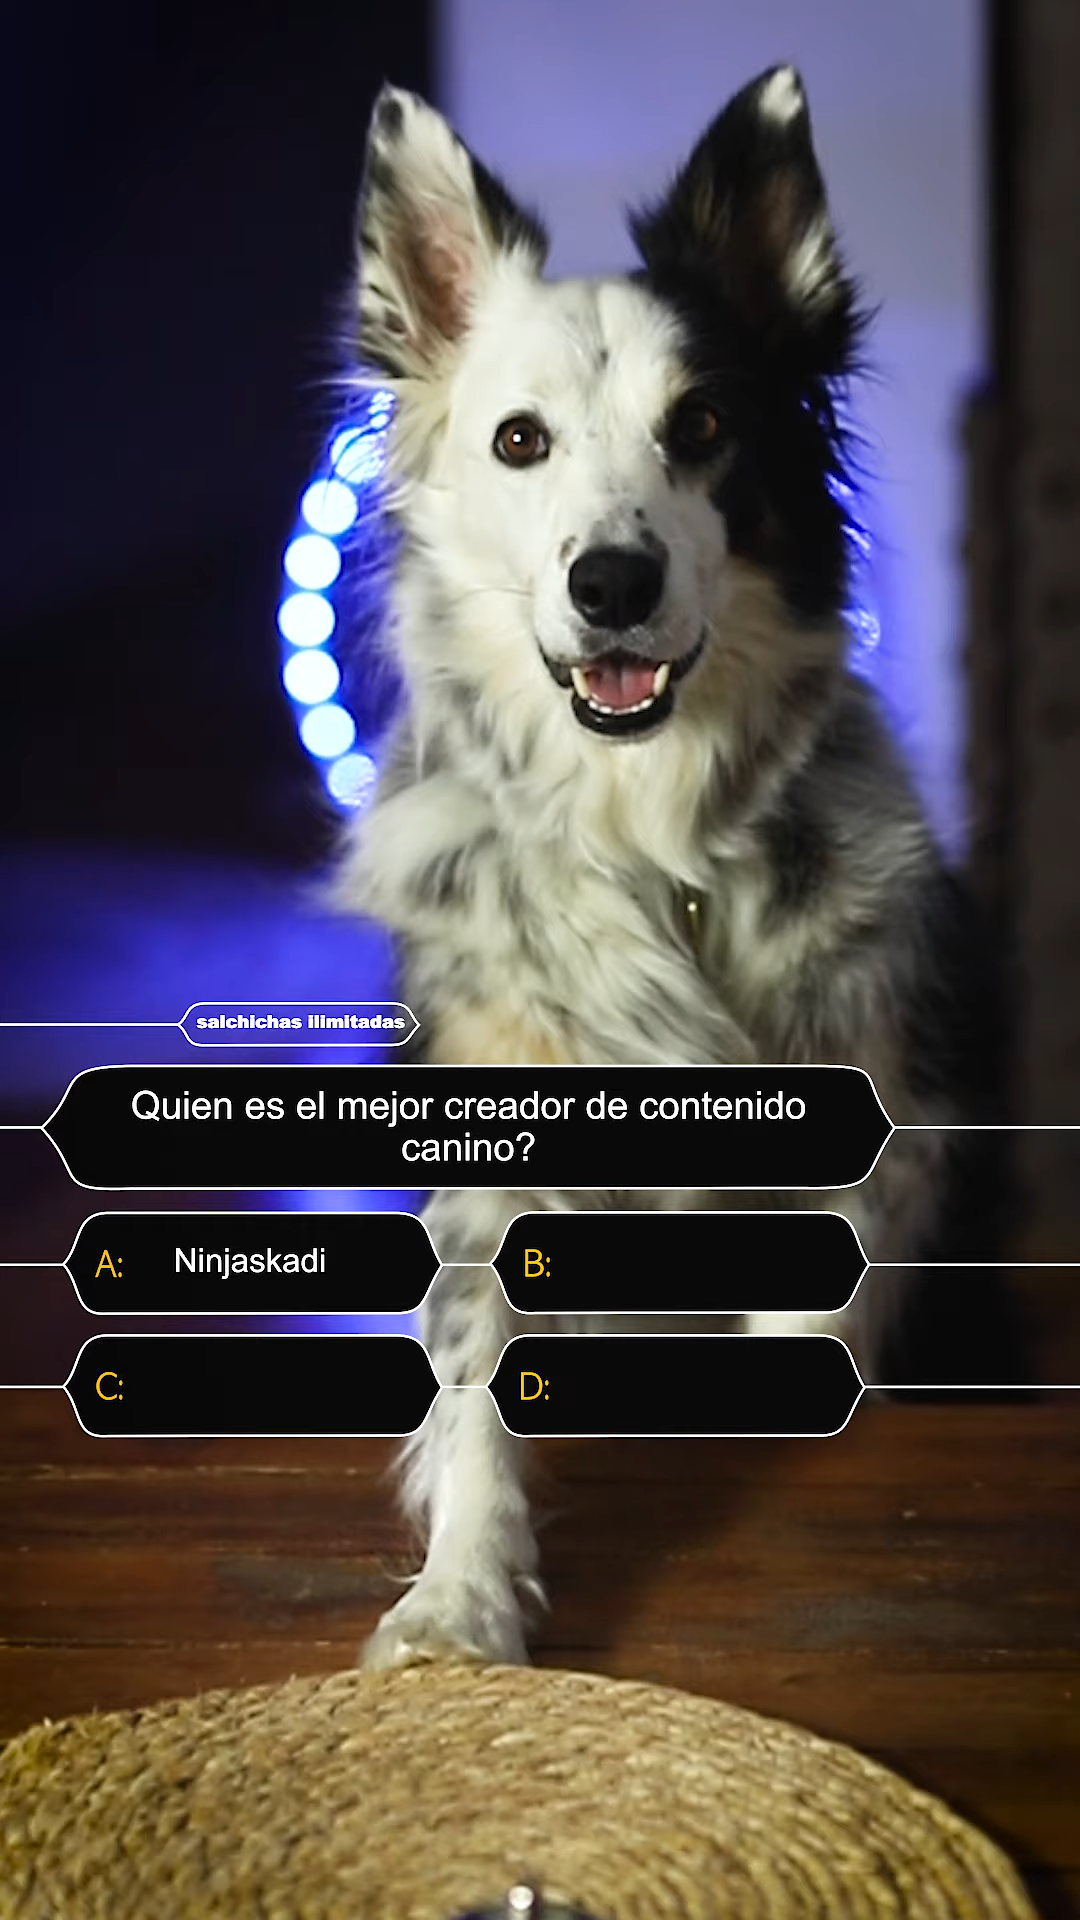 salchichas ilimitadas
Quien es el mejor creador de contenido
canino?
A: Ninjaskadi
B:
C:
D: